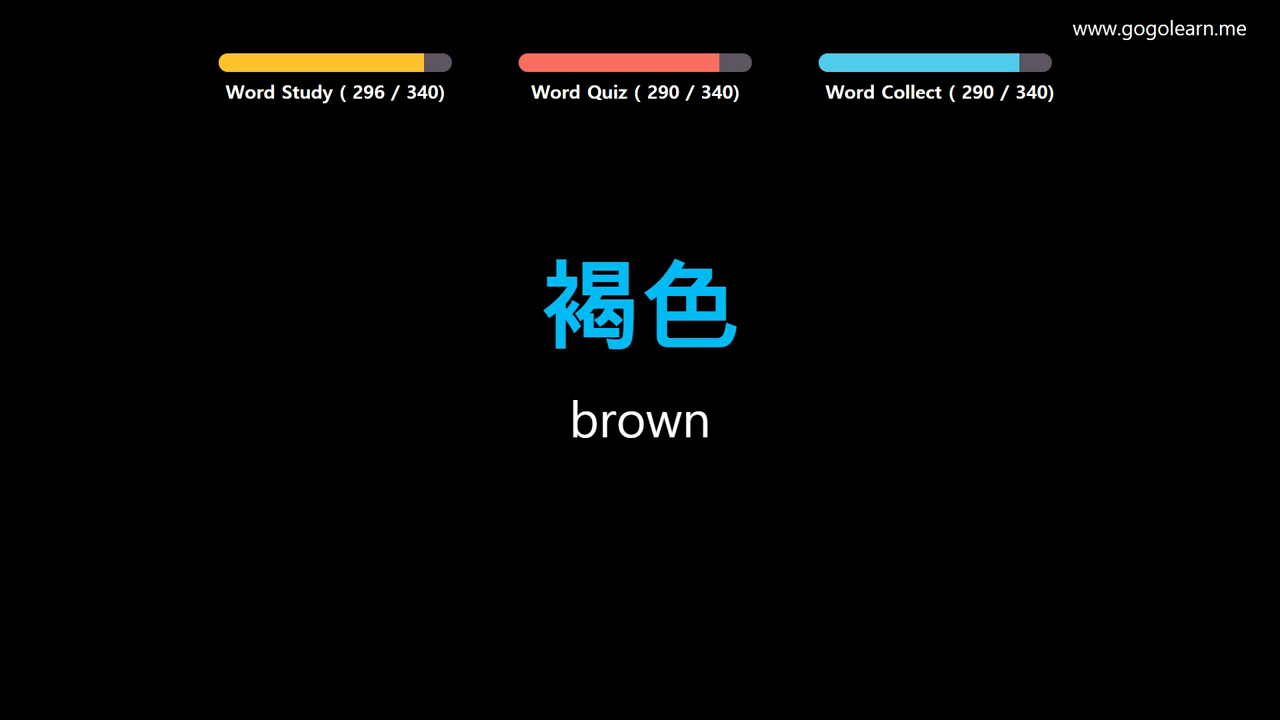 www.gogolearn.me
Word Study ( 296 / 340)
Word Quiz ( 290 / 340)
Word Collect ( 290 / 340)
褐色
brown